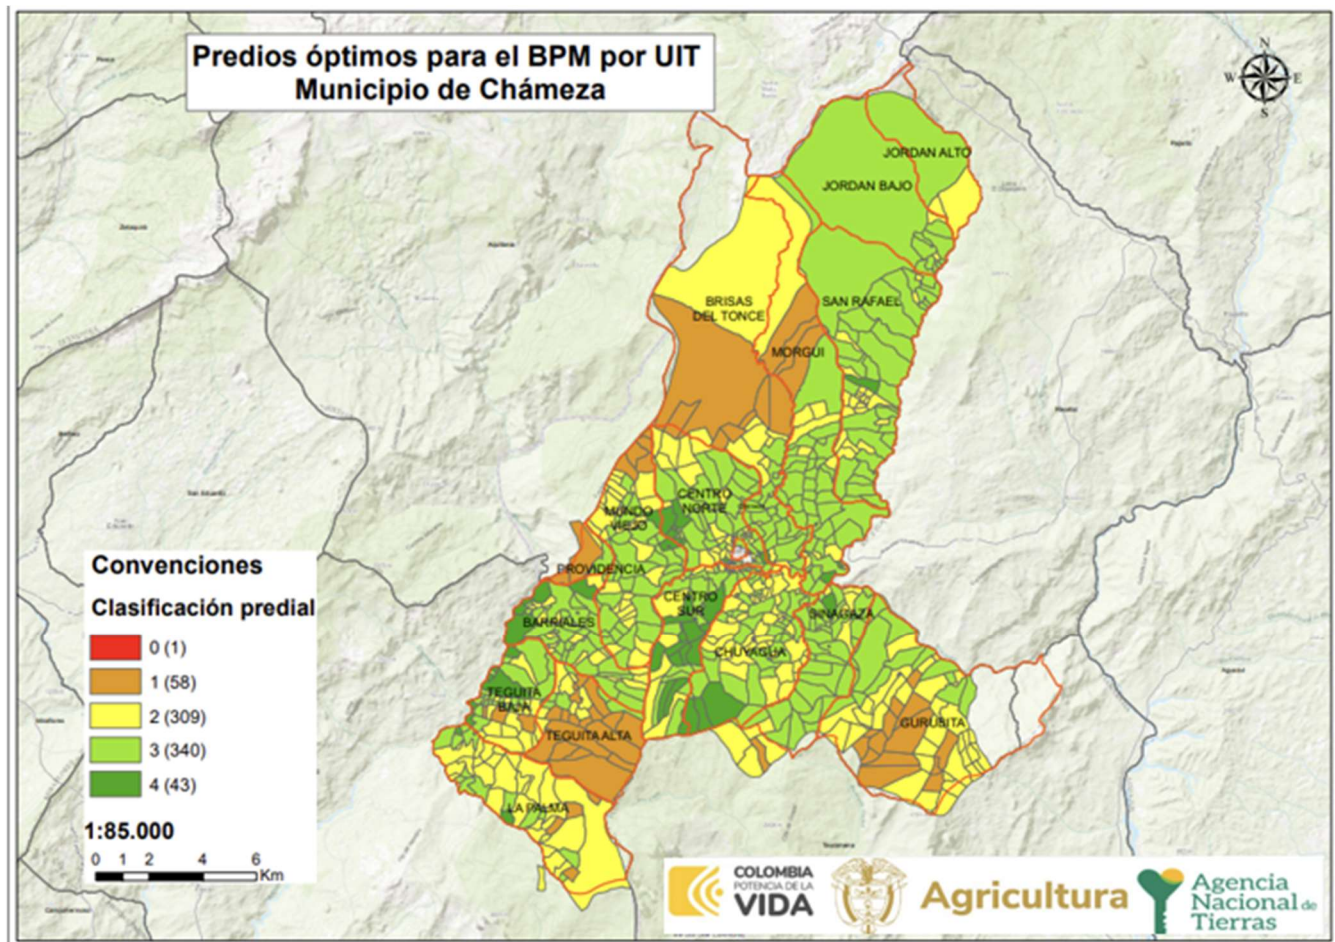 Predios óptimos para el BPM por UIT
Municipio de Chámeza
N
W
E
S
JORDAN ALTO
JORDAN BAJO
BRISAS
DEL TONCE
SAN RAFAEL
MORGUI
CENTRO
NORTE
MUNDO
VIEJO
PROVIDENCIA
CENTRO
SUR
BARRIALES
SINAGAZA
CHUYAGUA
TEGUITA
BAJA
TEGUITA ALTA
GURUBITA
LA PALMA
Convenciones
Clasificación predial
0 (1)
1 (58)
2 (309)
3 (340)
4 (43)
1:85.000
0 1 2 4 6
Km
COLOMBIA
POTENCIA DE LA
VIDA
Agricultura
Agencia
Nacional de
Tierras